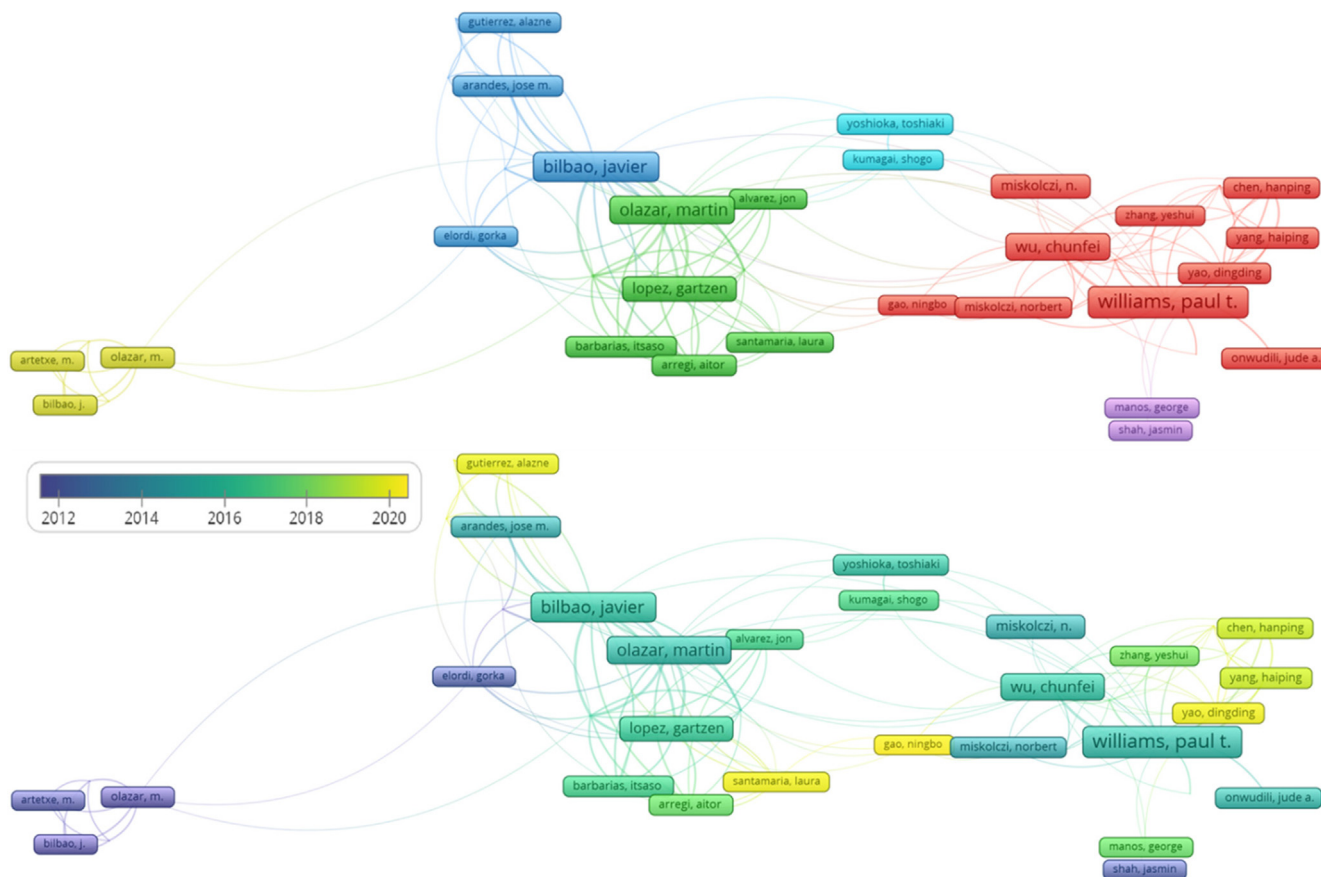 gutierrez, alazne
arandes, jose m.
yoshioka, toshiaki
bilbao, javier
kumagai, shogo
miskolczi, n.
chen, hanping
alvarez, jon
olazar, martin
zhang, yeshui
elordi, gorka
yang, haiping
wu, chunfei
yao, dingding
lopez, gartzen
williams, paul t.
gao, ningbo
miskolczi, norbert
santamaria, laura
barbarias, itsaso
artetxe, m.
olazar, m.
onwudili, jude a.
arregi, aitor
bilbao, j.
manos, george
shah, jasmin
gutierrez, alazne
2012 2014 2016 2018 2020
arandes, jose m.
yoshioka, toshiaki
kumagai, shogo
bilbao, javier
miskolczi, n.
chen, hanping
alvarez, jon
olazar, martin
zhang, yeshui
elordi, gorka
yang, haiping
wu, chunfei
yao, dingding
lopez, gartzen
williams, paul t.
gao, ningbo
miskolczi, norbert
santamaria, laura
barbarias, itsaso
artetxe, m.
olazar, m.
onwudili, jude a.
arregi, aitor
bilbao, j.
manos, george
shah, jasmin